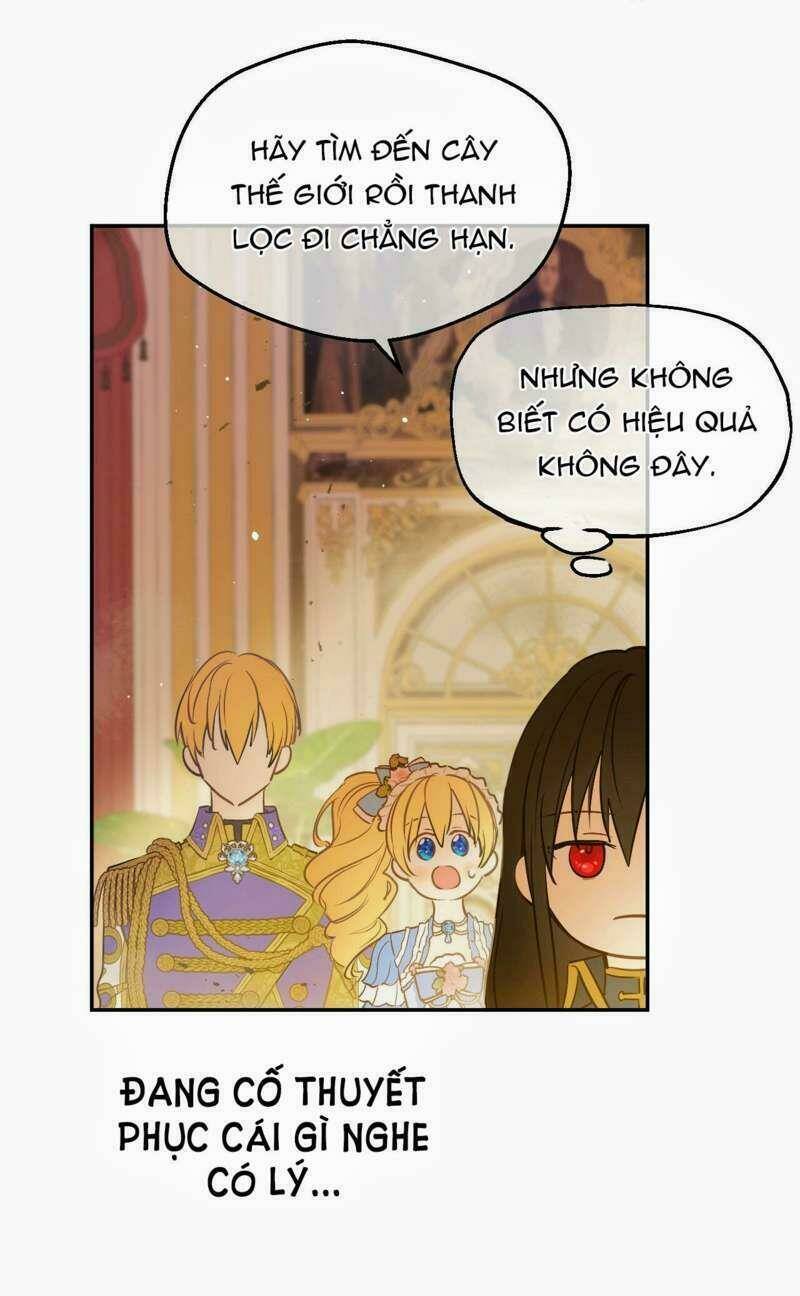 HÃY TÌM ĐẾN CÂY
THẾ GIỚI RỒI THANH
LỌC ĐI CHẲNG HẠN.
NHƯNG KHÔNG
BIẾT CÓ HIỆU QUẢ
KHÔNG ĐÂY.
ĐANG CỐ THUYẾT
PHỤC CÁI GÌ NGHE
CÓ LÝ...